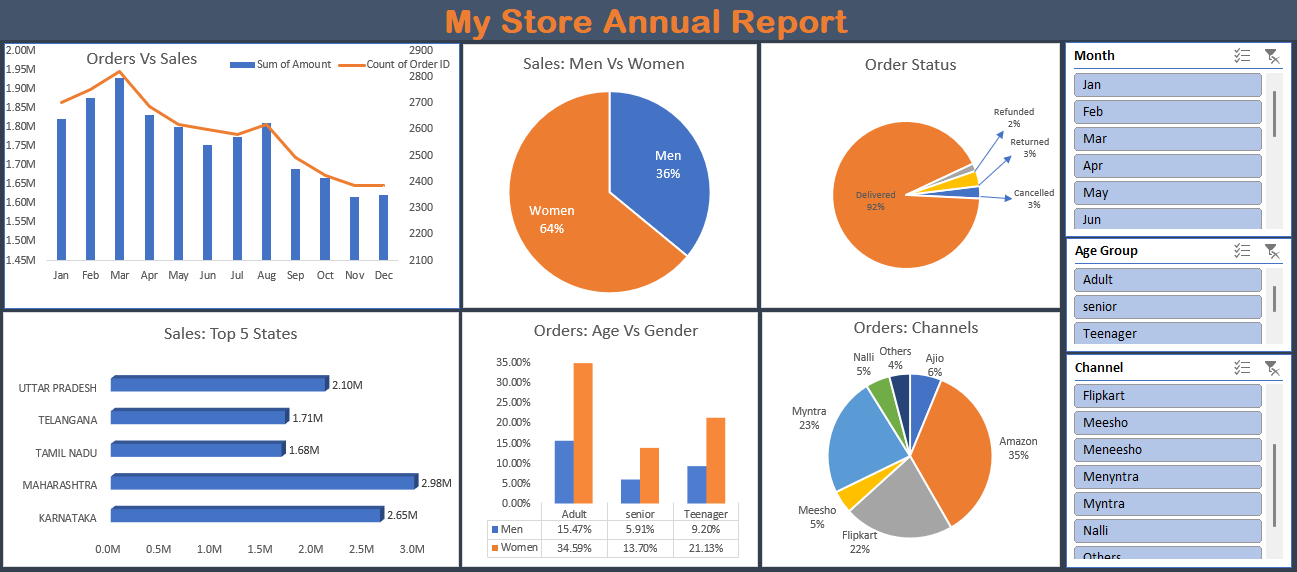 My Store Annual Report
Orders Vs Sales
Sum of Amount
Count of Order ID
2.00M
1.95M
1.90M
1.85M
1.80M
1.75M
1.70M
1.65M
1.60M
1.55M
1.50M
1.45M
2900
2800
2700
2600
2500
2400
2300
2200
2100
Jan Feb Mar Apr May Jun Jul Aug Sep Oct Nov Dec
Sales: Men Vs Women
Men
36%
Women
64%
Order Status
Refunded
2%
Returned
3%
Cancelled
3%
Delivered
92%
Month
Jan
Feb
Mar
Apr
May
Jun
Age Group
Adult
senior
Teenager
Channel
Flipkart
Meesho
Meneesho
Menyntra
Myntra
Nalli
Others
Sales: Top 5 States
UTTAR PRADESH 2.10M
TELANGANA 1.71M
TAMIL NADU 1.68M
MAHARASHTRA 2.98M
KARNATAKA 2.65M
0.0M 0.5M 1.0M 1.5M 2.0M 2.5M 3.0M
Orders: Age Vs Gender
35.00%
30.00%
25.00%
20.00%
15.00%
10.00%
5.00%
0.00%
Adult senior Teenager
Men 15.47% 5.91% 9.20%
Women 34.59% 13.70% 21.13%
Orders: Channels
Others
4%
Ajio
6%
Nalli
5%
Myntra
23%
Amazon
35%
Meesho
5%
Flipkart
22%